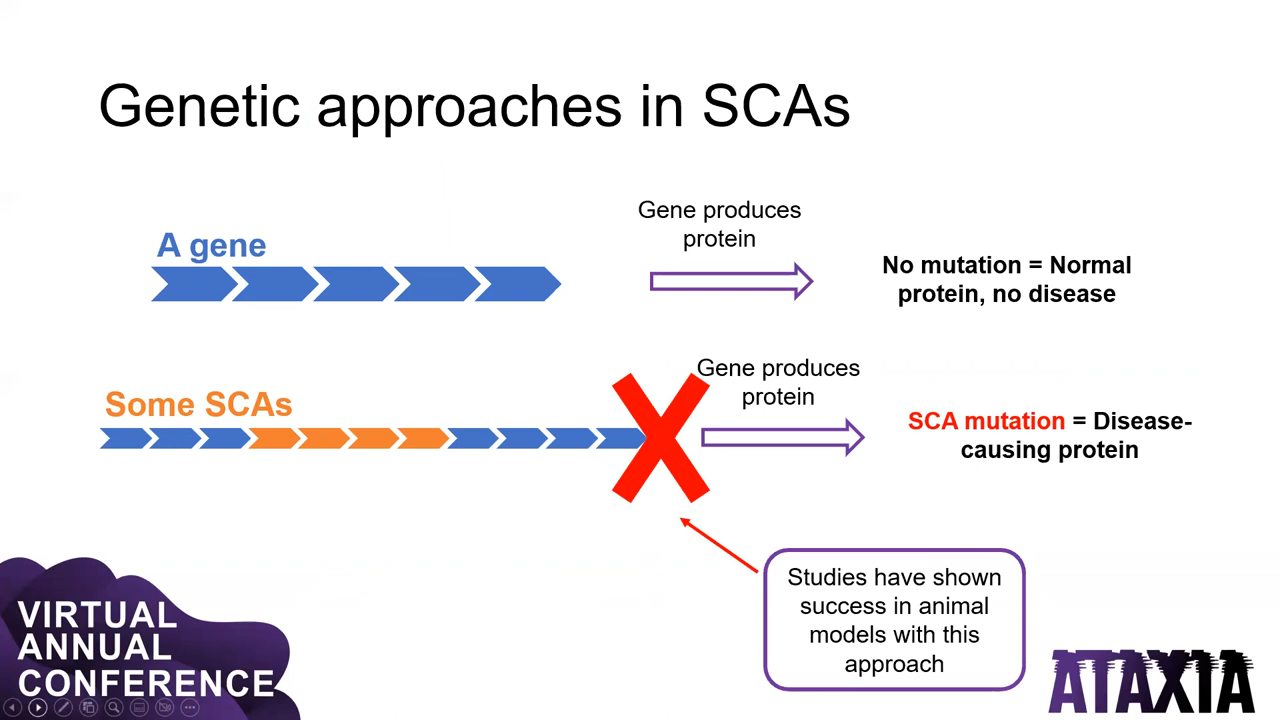 Genetic approaches in SCAs
A gene
Gene produces
protein
No mutation = Normal
protein, no disease
Some SCAs
Gene produces
protein
SCA mutation = Disease-
causing protein
Studies have shown
success in animal
models with this
approach
VIRTUAL
ANNUAL
CONFERENCE
ATAXIA